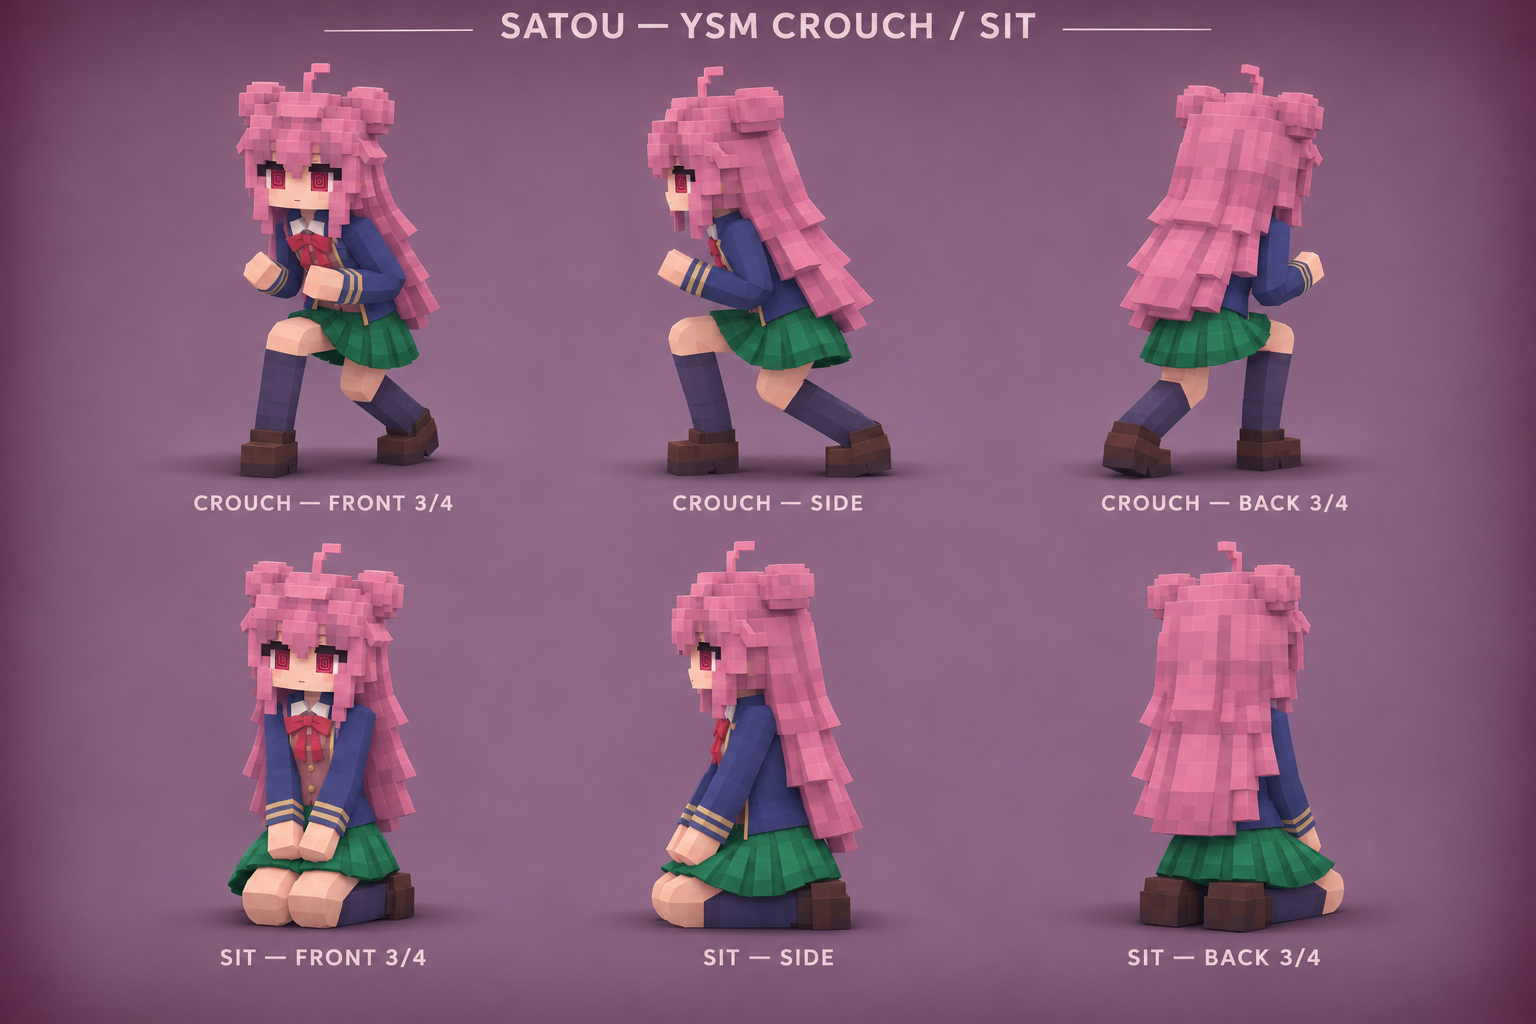 SATOU — YSM CROUCH / SIT
CROUCH — FRONT 3/4
CROUCH — SIDE
CROUCH — BACK 3/4
SIT — FRONT 3/4
SIT — SIDE
SIT — BACK 3/4